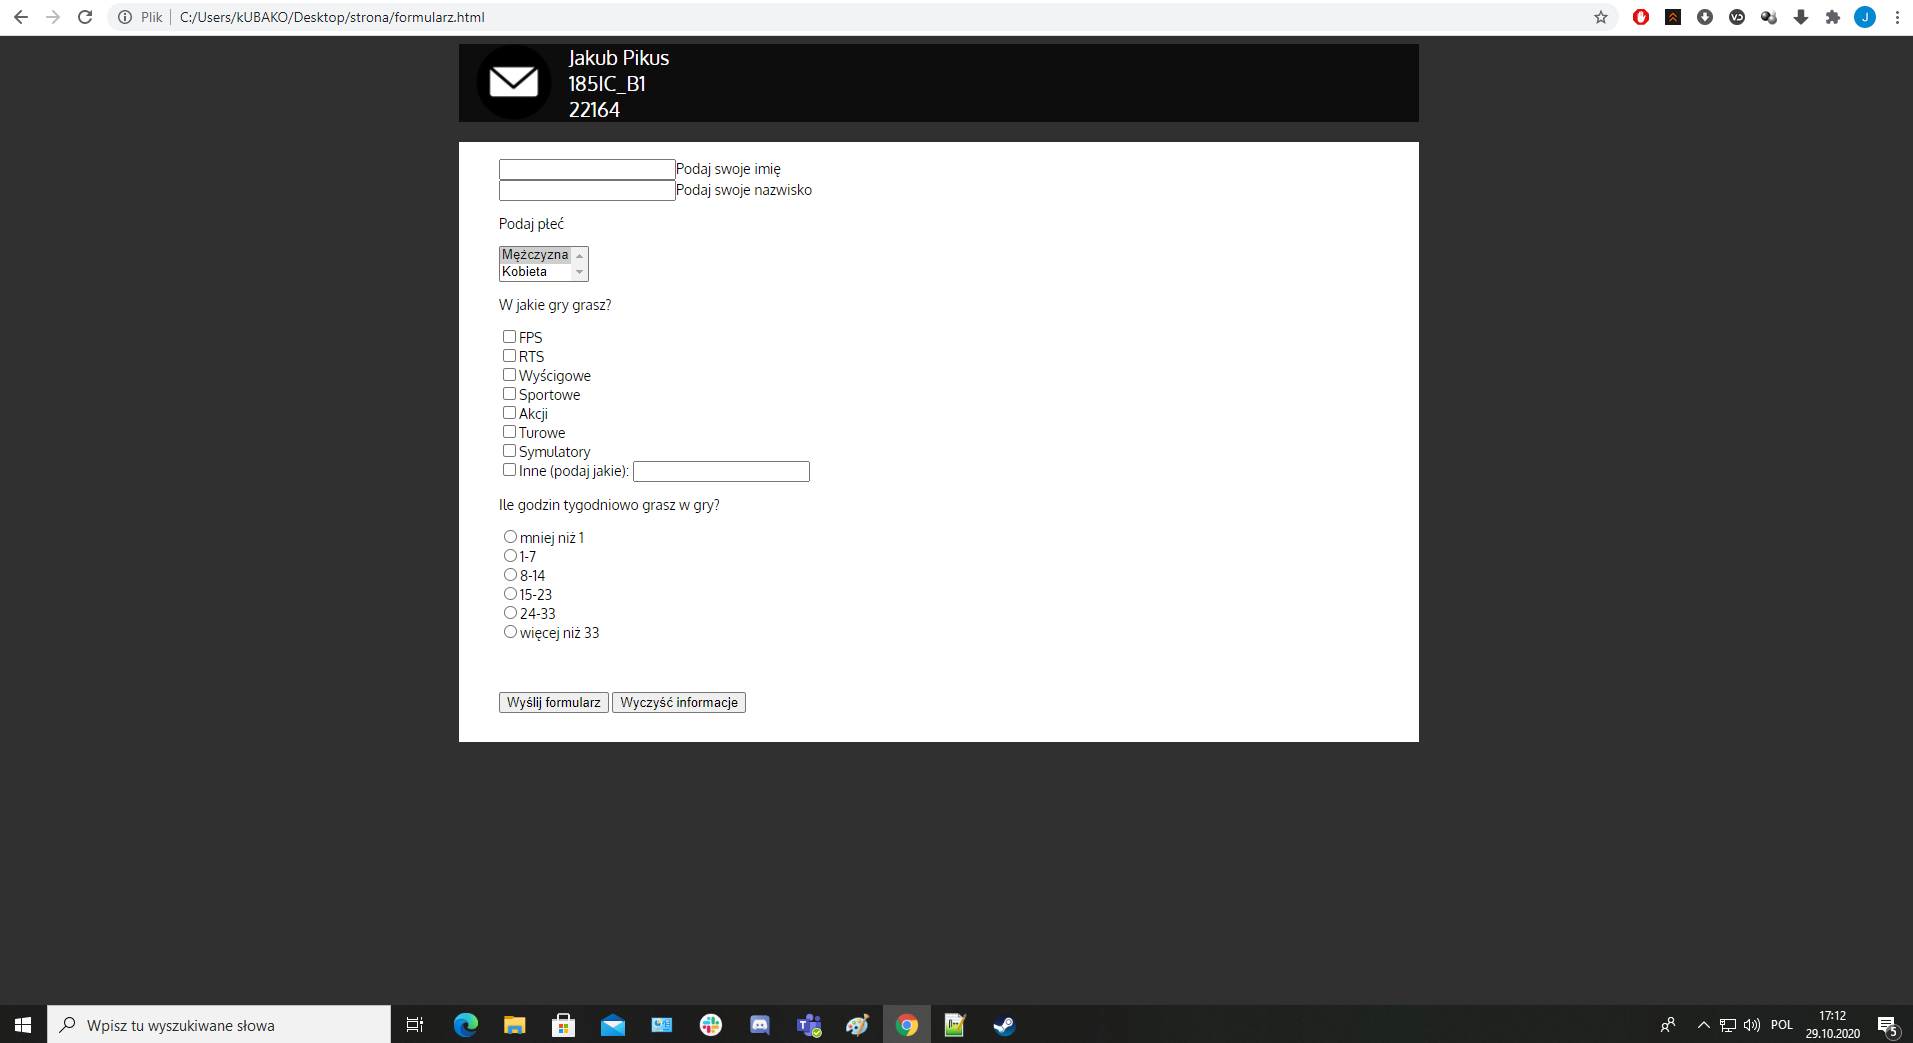 Plik C:/Users/kUBAKO/Desktop/strona/formularz.html
J
Jakub Pikus
185IC_B1
22164
Podaj swoje imię
Podaj swoje nazwisko
Podaj płeć
Mężczyzna
Kobieta
W jakie gry grasz?
FPS
RTS
Wyścigowe
Sportowe
Akcji
Turowe
Symulatory
Inne (podaj jakie):
Ile godzin tygodniowo grasz w gry?
mniej niż 1
1-7
8-14
15-23
24-33
więcej niż 33
Wyślij formularz Wyczyść informacje
Wpisz tu wyszukiwane słowa
POL
17:12
29.10.2020
5